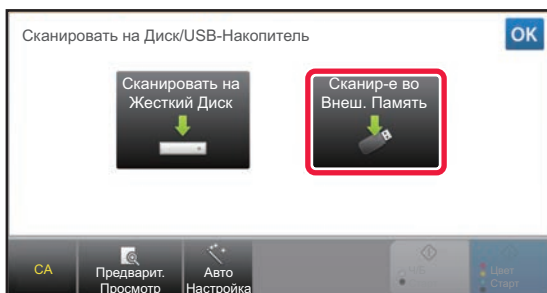 Сканировать на Диск/USB-Накопитель
OK
Сканировать на
Жесткий Диск
Сканир-е во
Внеш. Память
CA
Предварит.
Просмотр
Авто
Настройка
Цвет
Старт